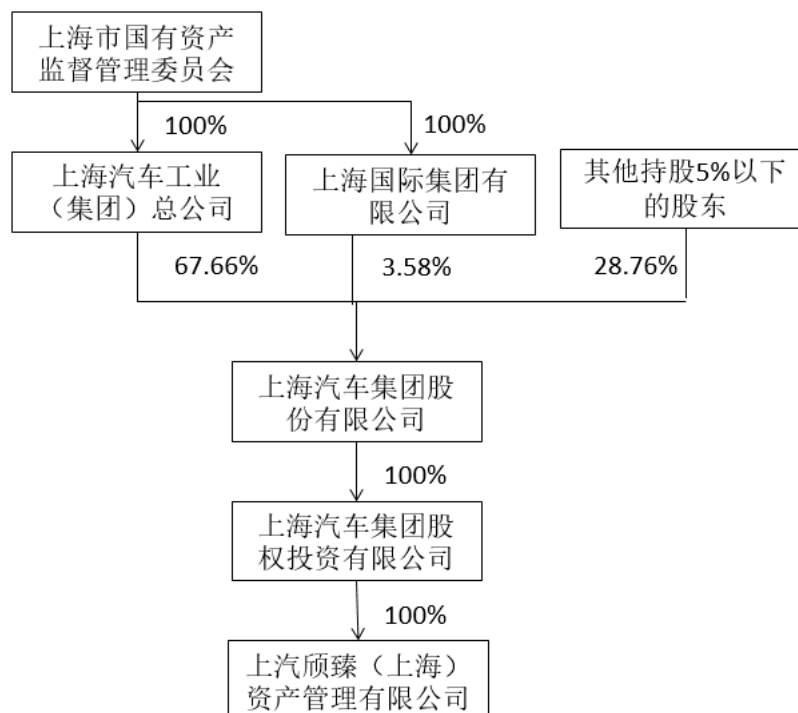 上海市国有资产
监督管理委员会
100%
100%
上海汽车工业
（集团）总公司
上海国际集团有
限公司
其他持股5%以下
的股东
67.66%
3.58%
28.76%
上海汽车集团股
份有限公司
100%
上海汽车集团股
权投资有限公司
100%
上汽颀臻（上海）
资产管理有限公司